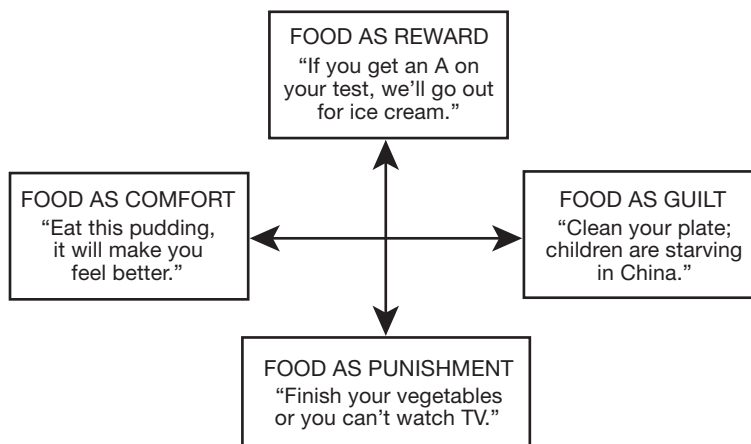 FOOD AS REWARD
“If you get an A on
your test, we’ll go out
for ice cream.”
FOOD AS COMFORT
“Eat this pudding,
it will make you
feel better.”
FOOD AS GUILT
“Clean your plate;
children are starving
in China.”
FOOD AS PUNISHMENT
“Finish your vegetables
or you can’t watch TV.”